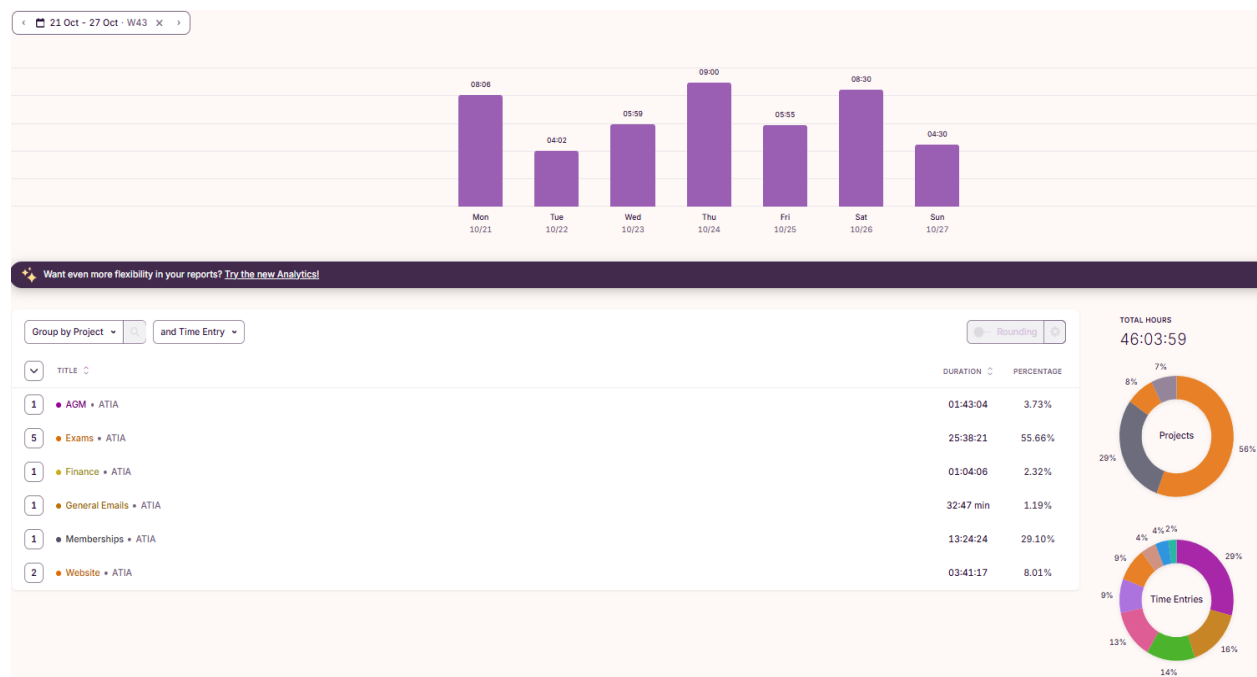 21 Oct - 27 Oct · W43
09:00
08:06
08:30
05:59
05:55
04:02
04:30
Mon Tue Wed Thu Fri Sat Sun
10/21 10/22 10/23 10/24 10/25 10/26 10/27
Want even more flexibility in your reports? Try the new Analytics!
Group by Project and Time Entry Rounding
TITLE DURATION PERCENTAGE
1 • AGM • ATIA 01:43:04 3.73%
5 • Exams • ATIA 25:38:21 55.66%
1 • Finance • ATIA 01:04:06 2.32%
1 • General Emails • ATIA 32:47 min 1.19%
1 • Memberships • ATIA 13:24:24 29.10%
2 • Website • ATIA 03:41:17 8.01%
TOTAL HOURS
46:03:59
7%
8%
Projects
56%
29%
4% 4% 2%
9% 29%
Time Entries
9%
13% 16%
14%